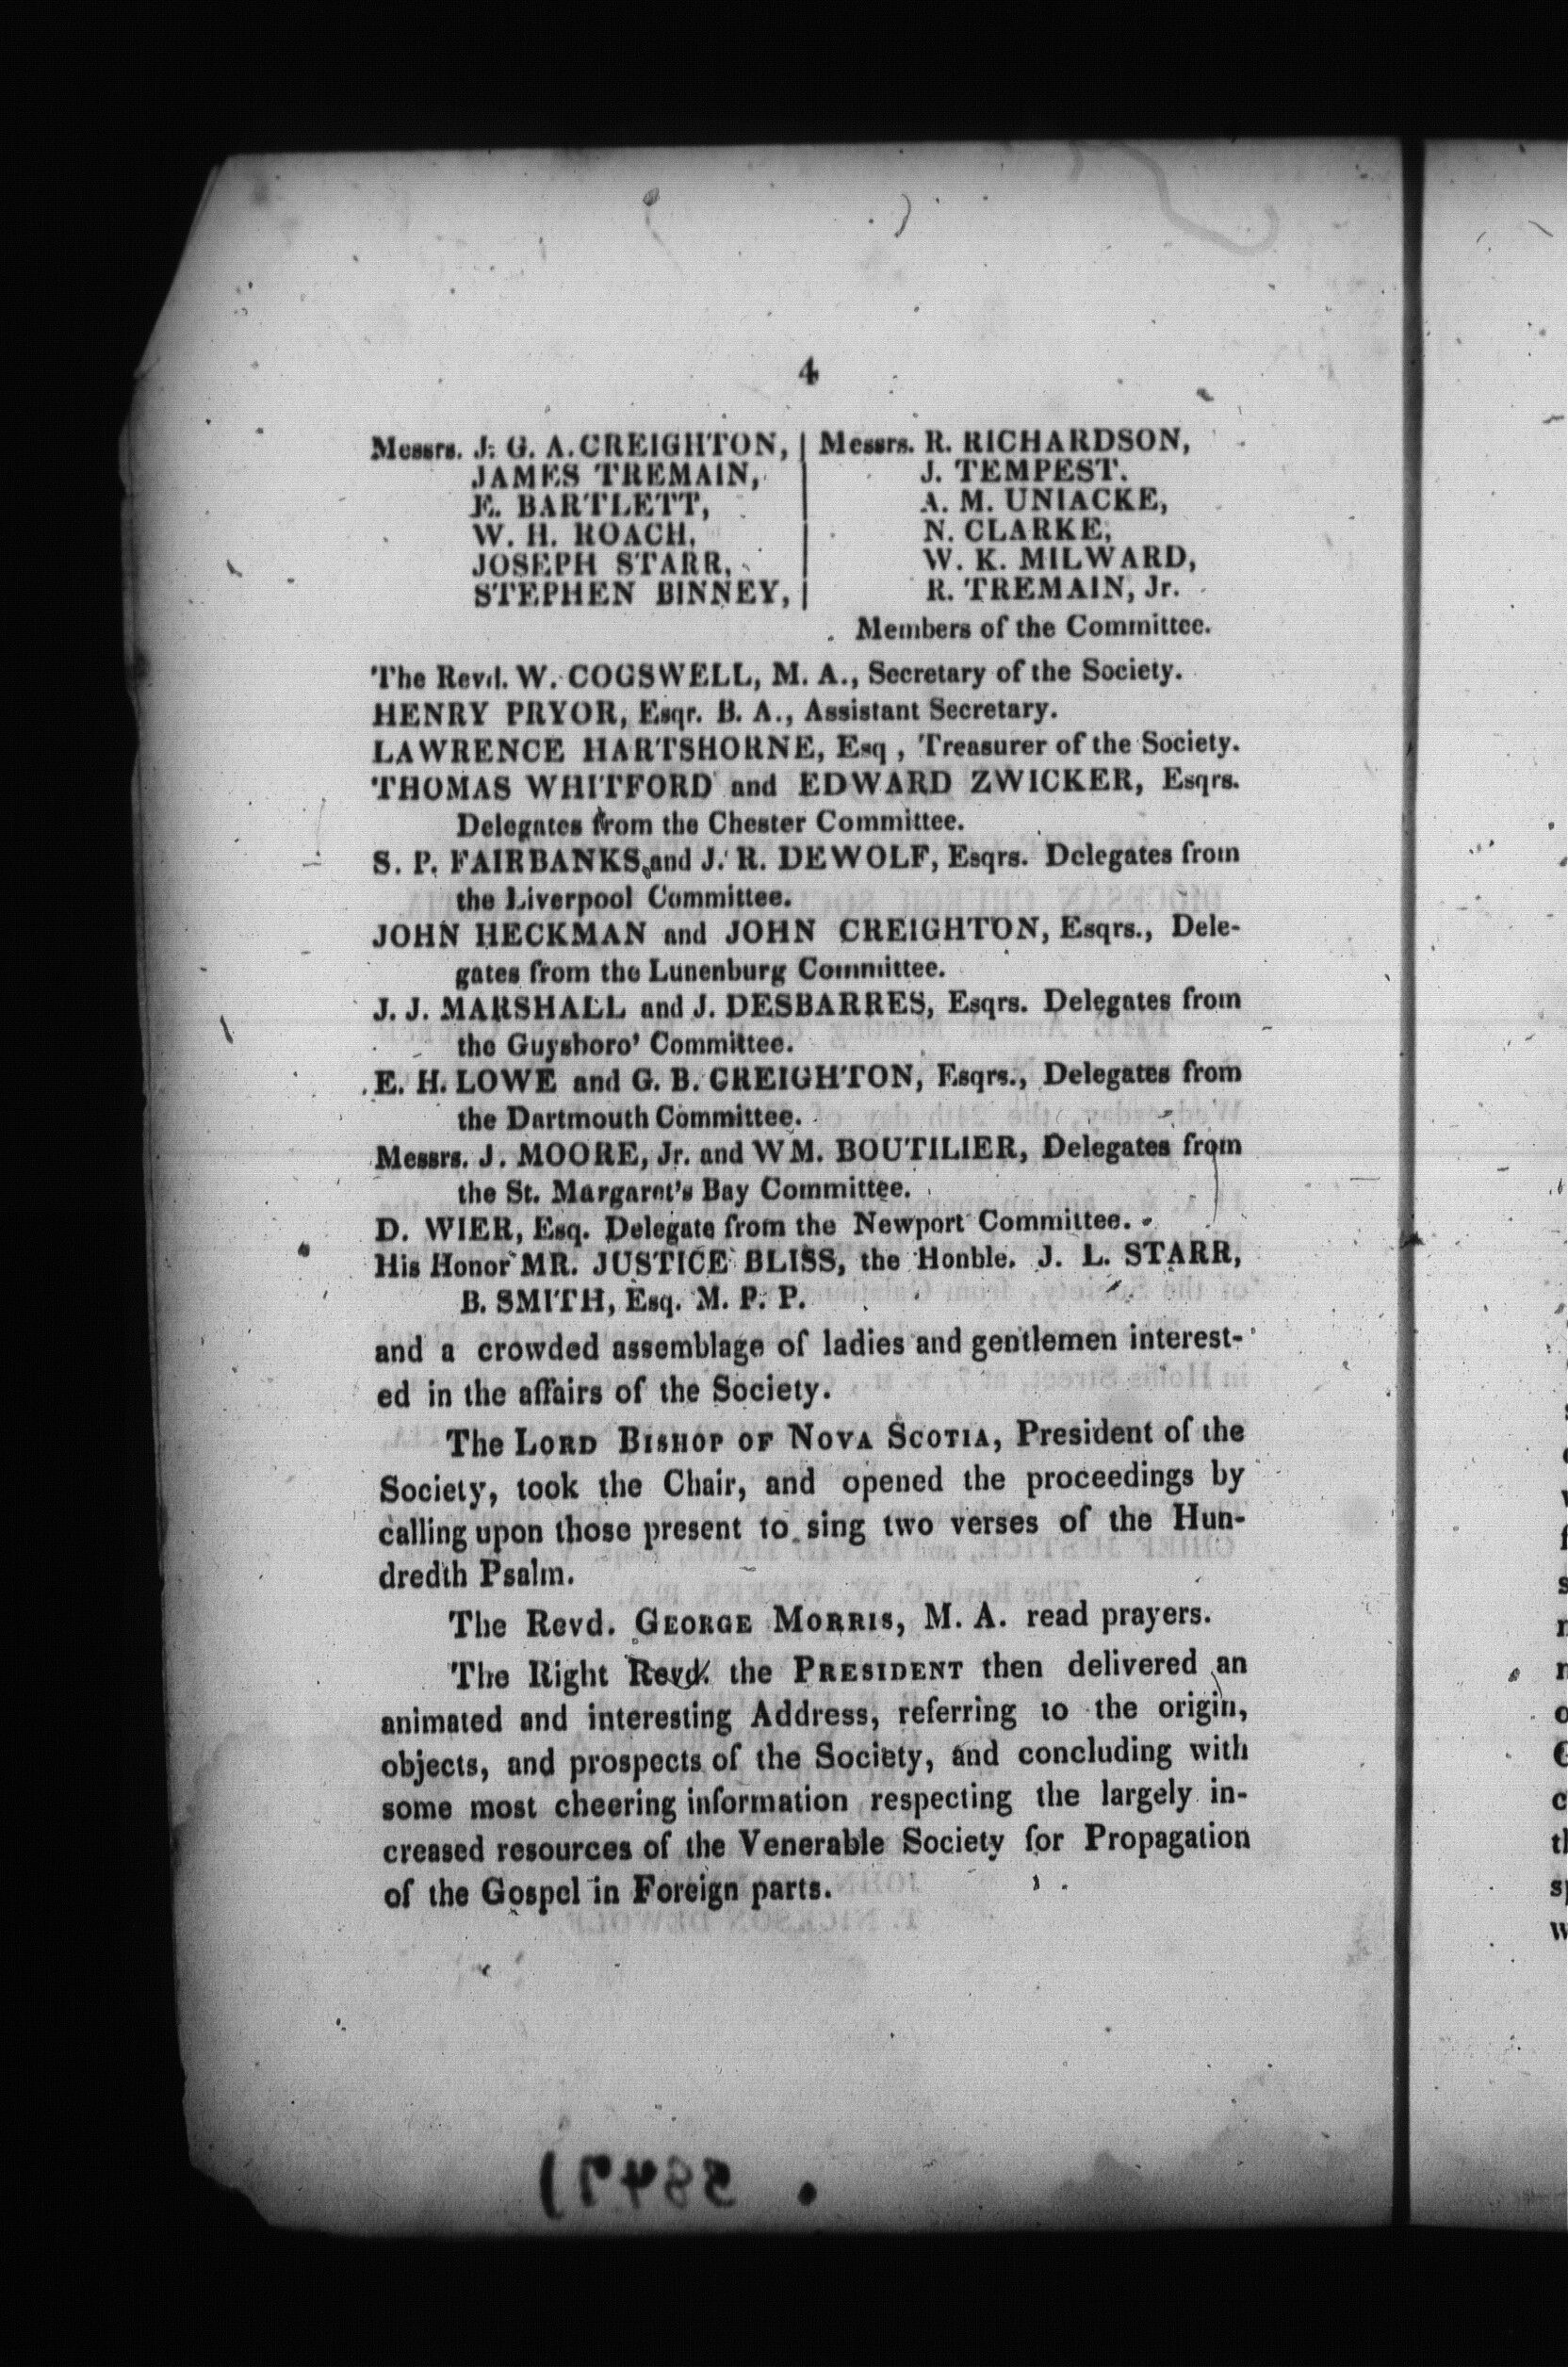 4
Messrs. J. G. A. CREIGHTON, | Messrs. R. RICHARDSON,
JAMES TREMAIN, | J. TEMPEST.
E. BARTLETT, | A. M. UNIACKE,
W. H. ROACH, | N. CLARKE,
JOSEPH STARR, | W. K. MILWARD,
STEPHEN BINNEY, | R. TREMAIN, Jr.
Members of the Committee.
The Revd. W. COGSWELL, M. A., Secretary of the Society.
HENRY PRYOR, Esqr. B. A., Assistant Secretary.
LAWRENCE HARTSHORNE, Esq , Treasurer of the Society.
THOMAS WHITFORD and EDWARD ZWICKER, Esqrs.
Delegates from the Chester Committee.
S. P. FAIRBANKS, and J. R. DEWOLF, Esqrs. Delegates from
the Liverpool Committee.
JOHN HECKMAN and JOHN CREIGHTON, Esqrs., Dele-
gates from the Lunenburg Committee.
J. J. MARSHALL and J. DESBARRES, Esqrs. Delegates from
the Guysboro' Committee.
E. H. LOWE and G. B. CREIGHTON, Esqrs., Delegates from
the Dartmouth Committee.
Messrs. J. MOORE, Jr. and WM. BOUTILIER, Delegates from
the St. Margaret's Bay Committee.
D. WIER, Esq. Delegate from the Newport Committee.
His Honor MR. JUSTICE BLISS, the Honble. J. L. STARR,
B. SMITH, Esq. M. P. P.
and a crowded assemblage of ladies and gentlemen interest-
ed in the affairs of the Society.
The LORD BISHOP OF NOVA SCOTIA, President of the
Society, took the Chair, and opened the proceedings by
calling upon those present to sing two verses of the Hun-
dredth Psalm.
The Revd. GEORGE MORRIS, M. A. read prayers.
The Right Revd. the PRESIDENT then delivered an
animated and interesting Address, referring to the origin,
objects, and prospects of the Society, and concluding with
some most cheering information respecting the largely in-
creased resources of the Venerable Society for Propagation
of the Gospel in Foreign parts.